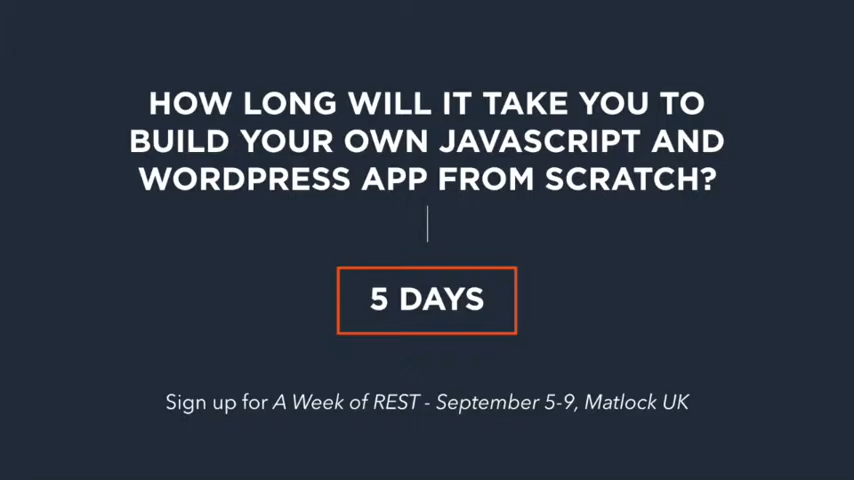 HOW LONG WILL IT TAKE YOU TO
BUILD YOUR OWN JAVASCRIPT AND
WORDPRESS APP FROM SCRATCH?
5 DAYS
Sign up for A Week of REST - September 5-9, Matlock UK